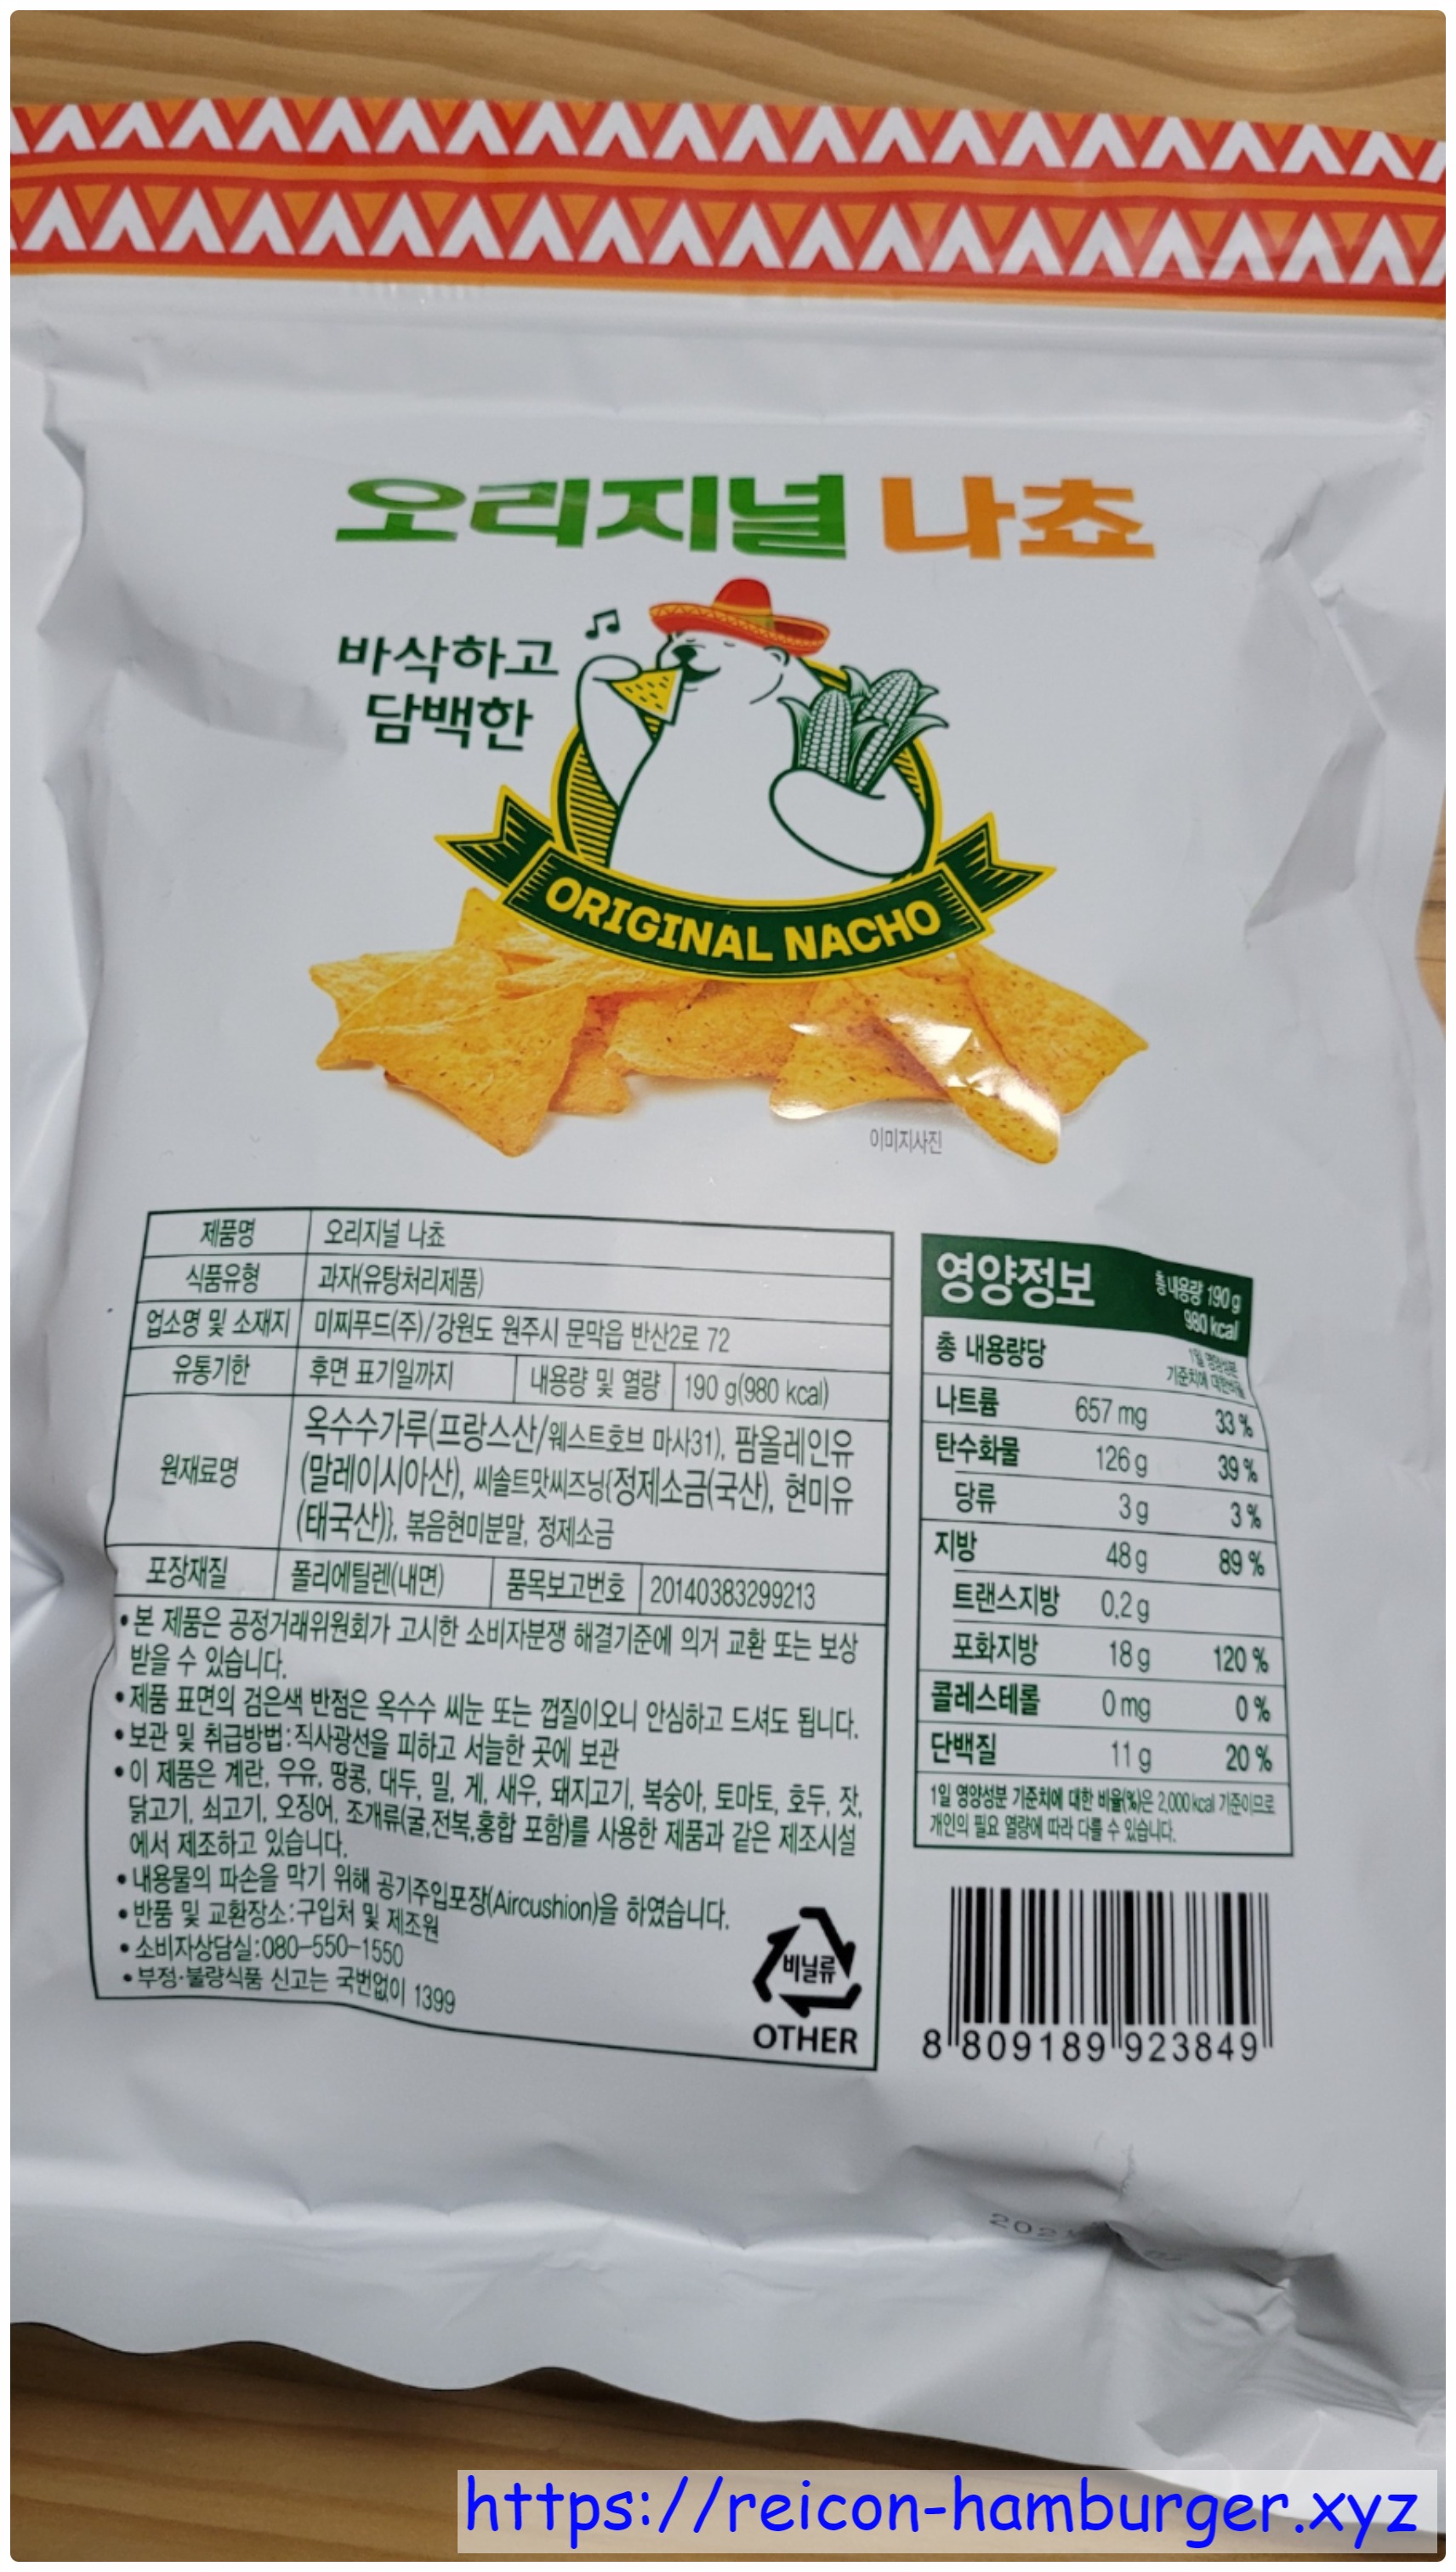 오리지널 나쵸
바삭하고
담백한
ORIGINAL NACHO
이미지사진
제품명 오리지널 나쵸
식품유형 과자(유탕처리제품)
업소명 및 소재지 미찌푸드(주)/강원도 원주시 문막읍 반산2로 72
유통기한 후면 표기일까지 내용량 및 열량 190 g(980 kcal)
원재료명 옥수수가루(프랑스산/웨스트호브 마사31), 팜올레인유
(말레이시아산), 씨솔트맛씨즈닝{정제소금(국산), 현미유
(태국산)}, 볶음현미분말, 정제소금
포장재질 폴리에틸렌(내면) 품목보고번호 20140383299213
• 본 제품은 공정거래위원회가 고시한 소비자분쟁 해결기준에 의거 교환 또는 보상
받을 수 있습니다.
• 제품 표면의 검은색 반점은 옥수수 씨눈 또는 껍질이오니 안심하고 드셔도 됩니다.
• 보관 및 취급방법:직사광선을 피하고 서늘한 곳에 보관
• 이 제품은 계란, 우유, 땅콩, 대두, 밀, 게, 새우, 돼지고기, 복숭아, 토마토, 호두, 잣,
닭고기, 쇠고기, 오징어, 조개류(굴,전복,홍합 포함)를 사용한 제품과 같은 제조시설
에서 제조하고 있습니다.
• 내용물의 파손을 막기 위해 공기주입포장(Aircushion)을 하였습니다.
• 반품 및 교환장소:구입처 및 제조원
• 소비자상담실:080-550-1550
• 부정·불량식품 신고는 국번없이 1399
비닐류
OTHER
영양정보 총 내용량 190 g
980 kcal
총 내용량당 1일 영양성분
기준치에 대한비율
나트륨 657 mg 33 %
탄수화물 126 g 39 %
당류 3 g 3 %
지방 48 g 89 %
트랜스지방 0.2 g
포화지방 18 g 120 %
콜레스테롤 0 mg 0 %
단백질 11 g 20 %
1일 영양성분 기준치에 대한 비율(%)은 2,000 kcal 기준이므로
개인의 필요 열량에 따라 다를 수 있습니다.
8 809189 923849
https://reicon-hamburger.xyz